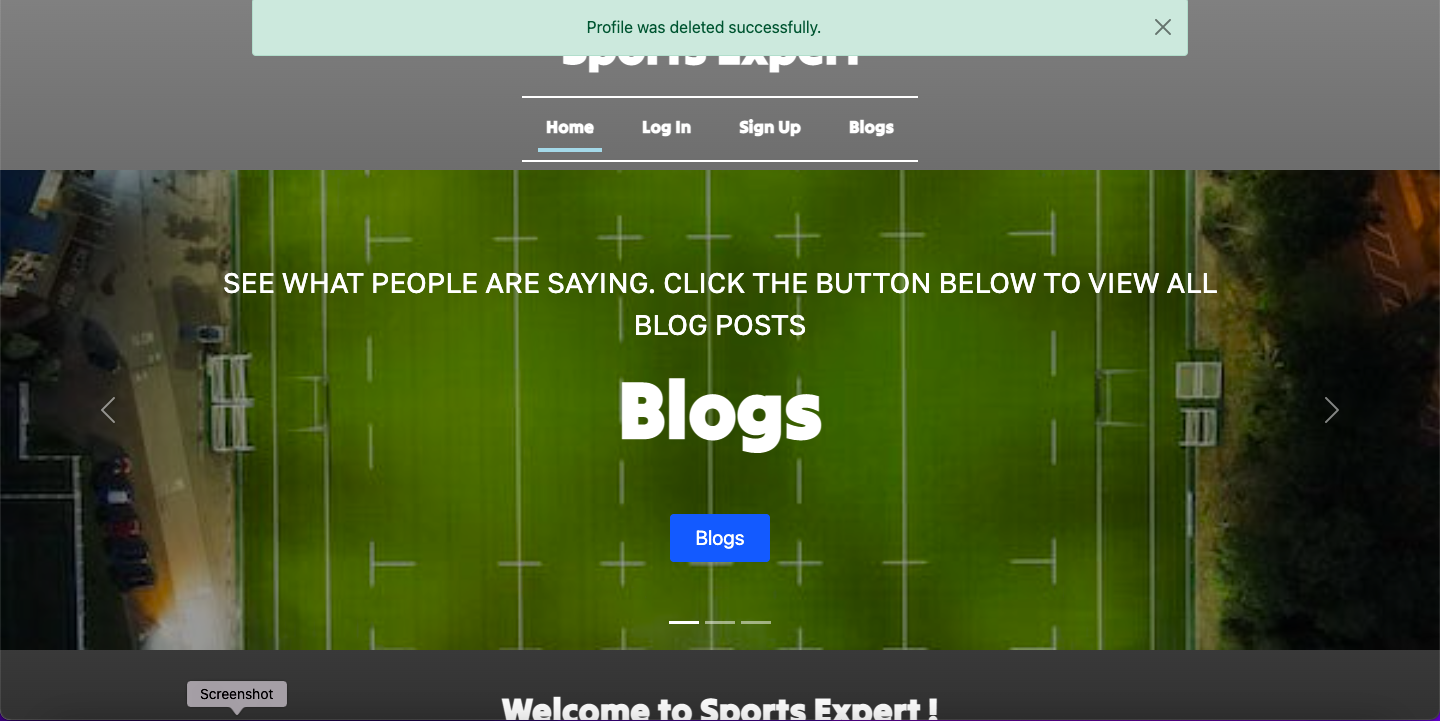 Profile was deleted successfully.
Sports Expert
Home Log In Sign Up Blogs
SEE WHAT PEOPLE ARE SAYING. CLICK THE BUTTON BELOW TO VIEW ALL
BLOG POSTS
Blogs
Blogs
Screenshot
Welcome to Sports Expert !